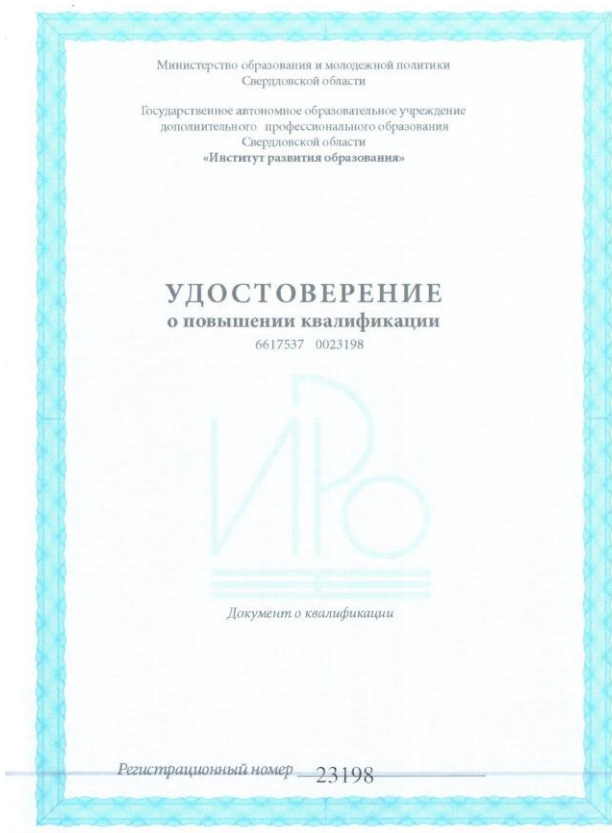 Министерство образования и молодежной политики
Свердловской области
Государственное автономное образовательное учреждение
дополнительного профессионального образования
Свердловской области
«Институт развития образования»
УДОСТОВЕРЕНИЕ
о повышении квалификации
6617537 0023198
ИРО
Документ о квалификации
Регистрационный номер 23198